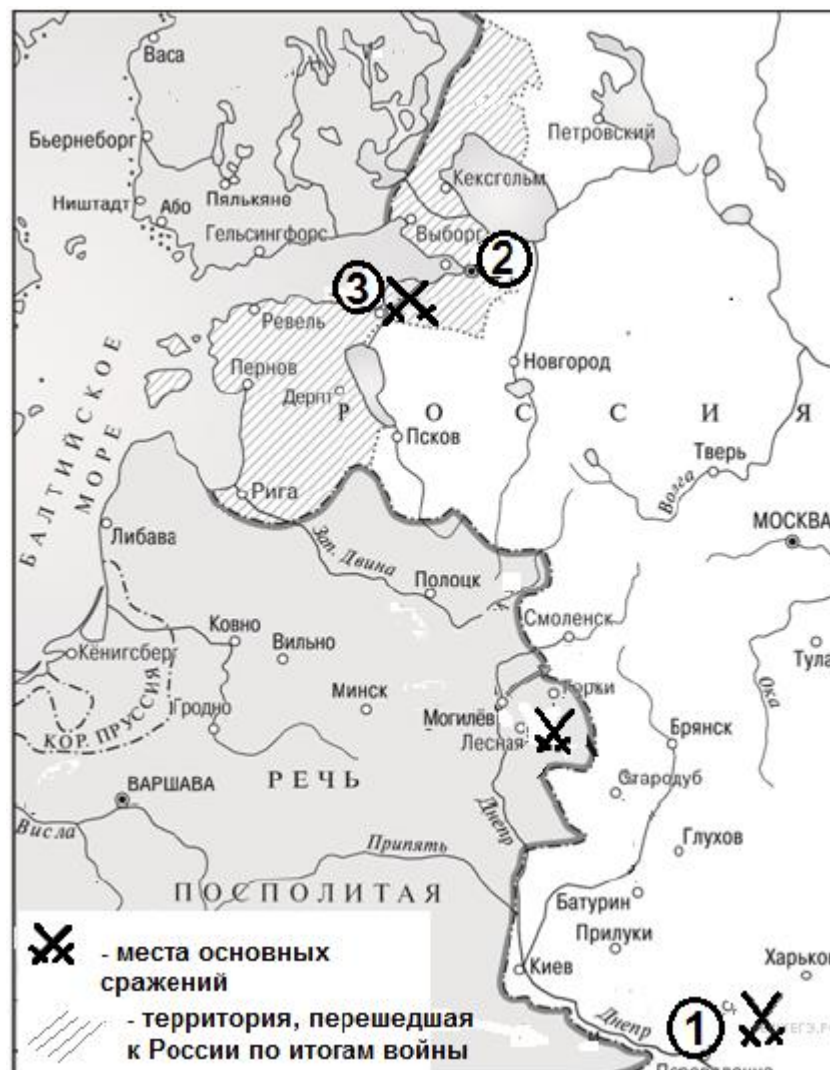 Васа
Бьернеборг
Петровский
Кексгольм
Ништадт
Або
Пялькяне
Гельсингфорс
Выборг
2
3
Ревель
Новгород
БАЛТИЙСКОЕ
МОРЕ
Пернов
Дерпт
РОССИЯ
Псков
Тверь
Волга
Рига
МОСКВА
Либава
Зап. Двина
Полоцк
Смоленск
Ковно
Вильно
Тула
Кёнигсберг
Ока
Минск
Горки
КОР. ПРУССИЯ
Гродно
Могилёв
Лесная
Брянск
РЕЧЬ
ВАРШАВА
Стародуб
Висла
Днепр
Глухов
Припять
ПОСПОЛИТАЯ
Батурин
Прилуки
- места основных
сражений
Киев
Харьков
1
Днепр
- территория, перешедшая
к России по итогам войны